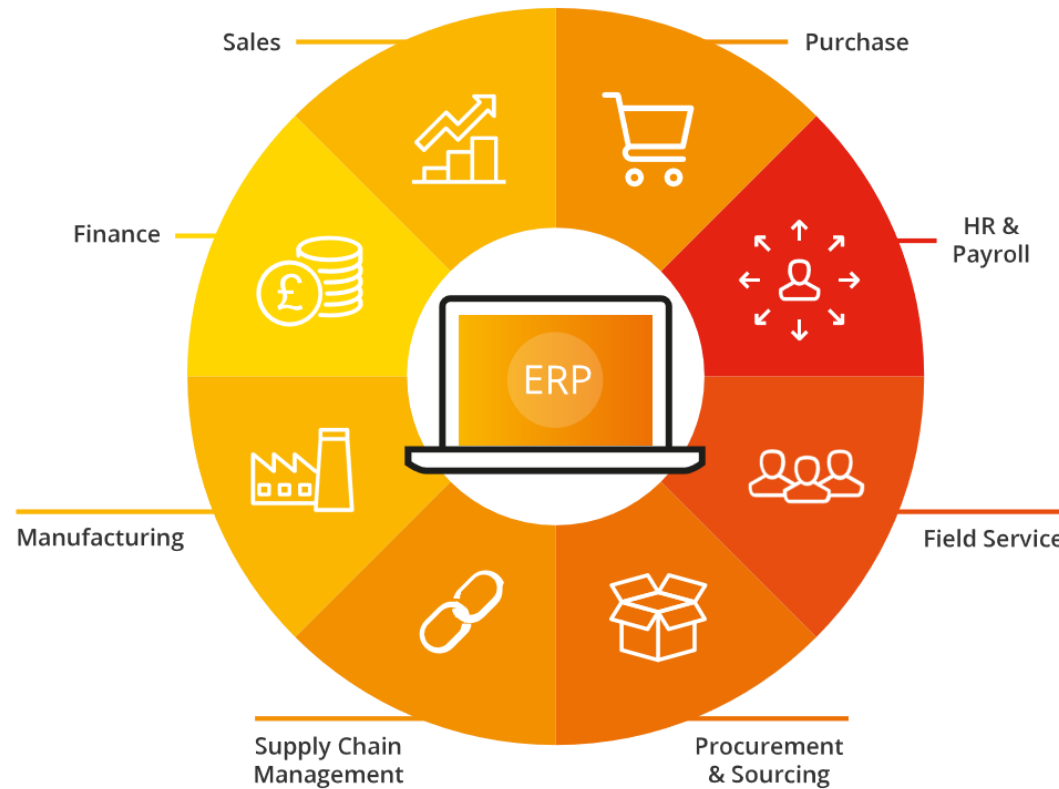 Sales
Purchase
Finance
HR &
Payroll
£
ERP
Manufacturing
Field Service
Supply Chain
Management
Procurement
& Sourcing